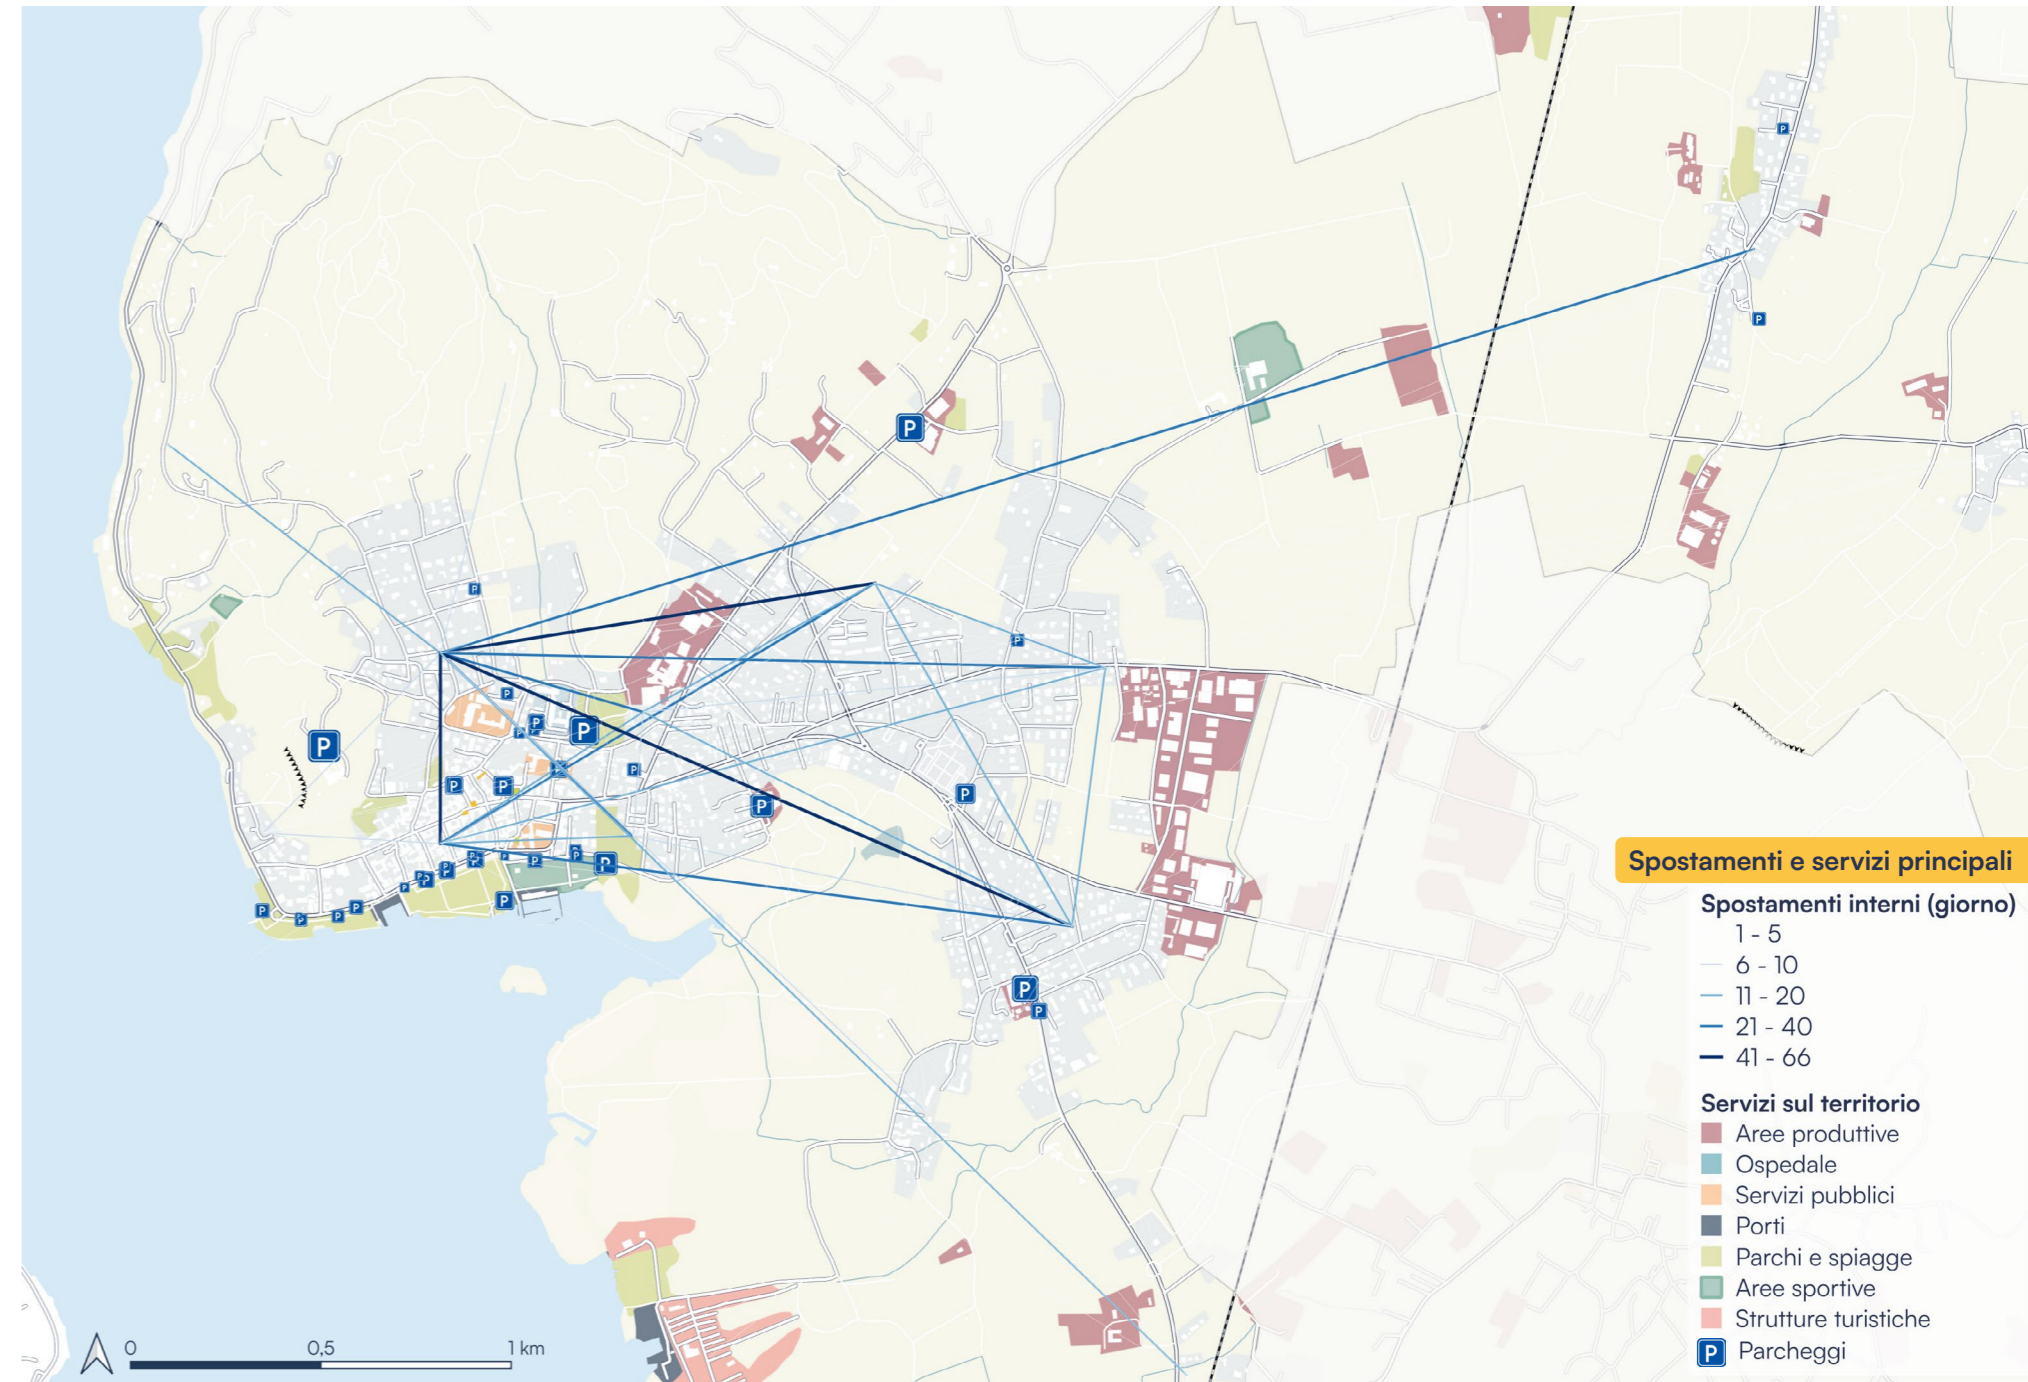 Spostamenti e servizi principali
Spostamenti interni (giorno)
1 - 5
6 - 10
11 - 20
21 - 40
41 - 66
Servizi sul territorio
Aree produttive
Ospedale
Servizi pubblici
Porti
Parchi e spiagge
Aree sportive
Strutture turistiche
P Parcheggi
0 0,5 1 km